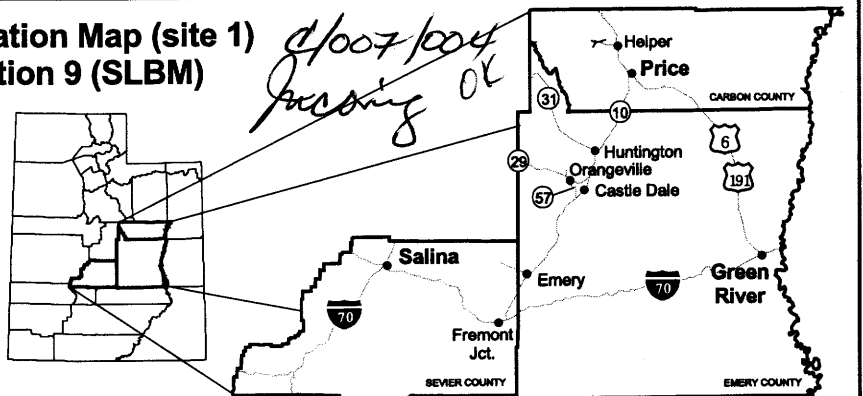 ation Map (site 1)
tion 9 (SLBM)
C/007/004
Incoming OK
Helper
Price
CARBON COUNTY
31
10
6
Huntington
29
Orangeville
191
57
Castle Dale
Salina
Emery
Green
River
70
70
Fremont
Jct.
SEVIER COUNTY
EMERY COUNTY